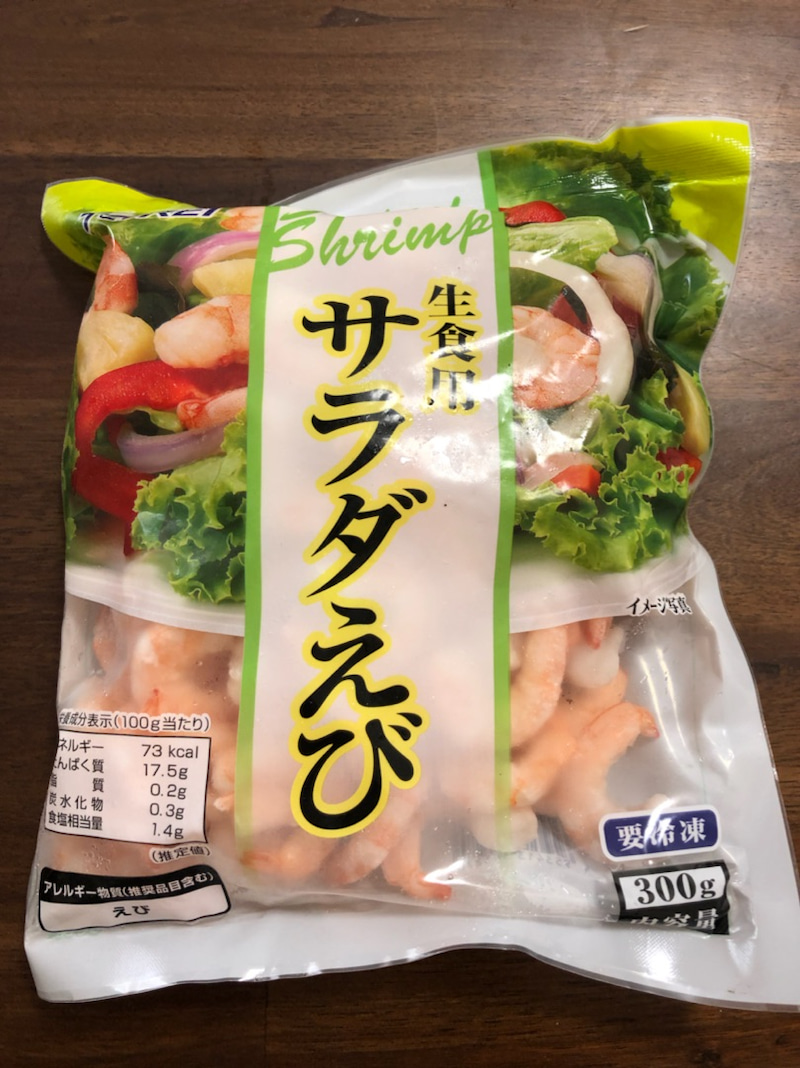 Shrimp
生食用
サラダえび
イメージ写真
成分表示(100g当たり)
ネルギー 73 kcal
んぱく質 17.5g
脂質 0.2g
炭水化物 0.3g
食塩相当量 1.4g
(推定値)
アレルギー物質(推奨品目含む)
えび
要冷凍
300g
内容量